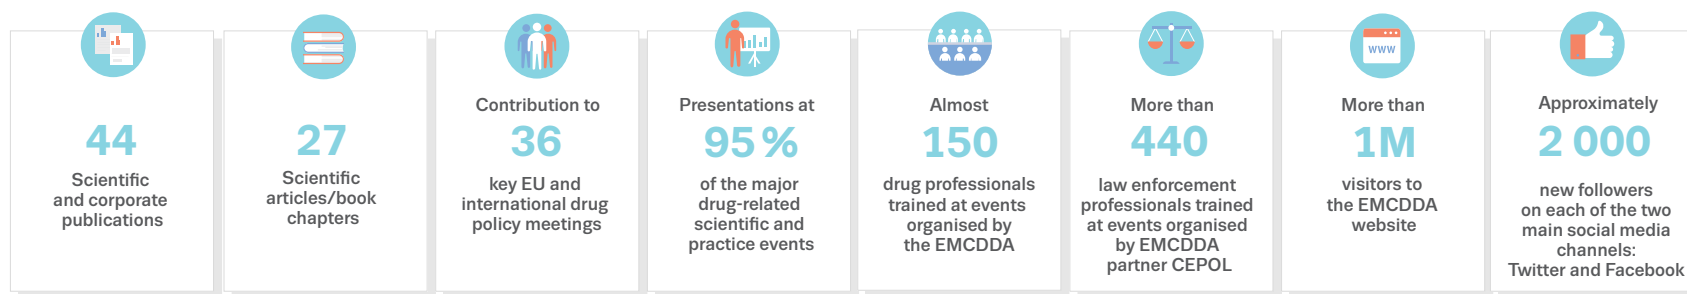 44
Scientific
and corporate
publications
27
Scientific
articles/book
chapters
Contribution to
36
key EU and
international drug
policy meetings
Presentations at
95 %
of the major
drug-related
scientific and
practice events
Almost
150
drug professionals
trained at events
organised by
the EMCDDA
More than
440
law enforcement
professionals trained
at events organised
by EMCDDA
partner CEPOL
www
More than
1M
visitors to
the EMCDDA
website
Approximately
2 000
new followers
on each of the two
main social media
channels:
Twitter and Facebook